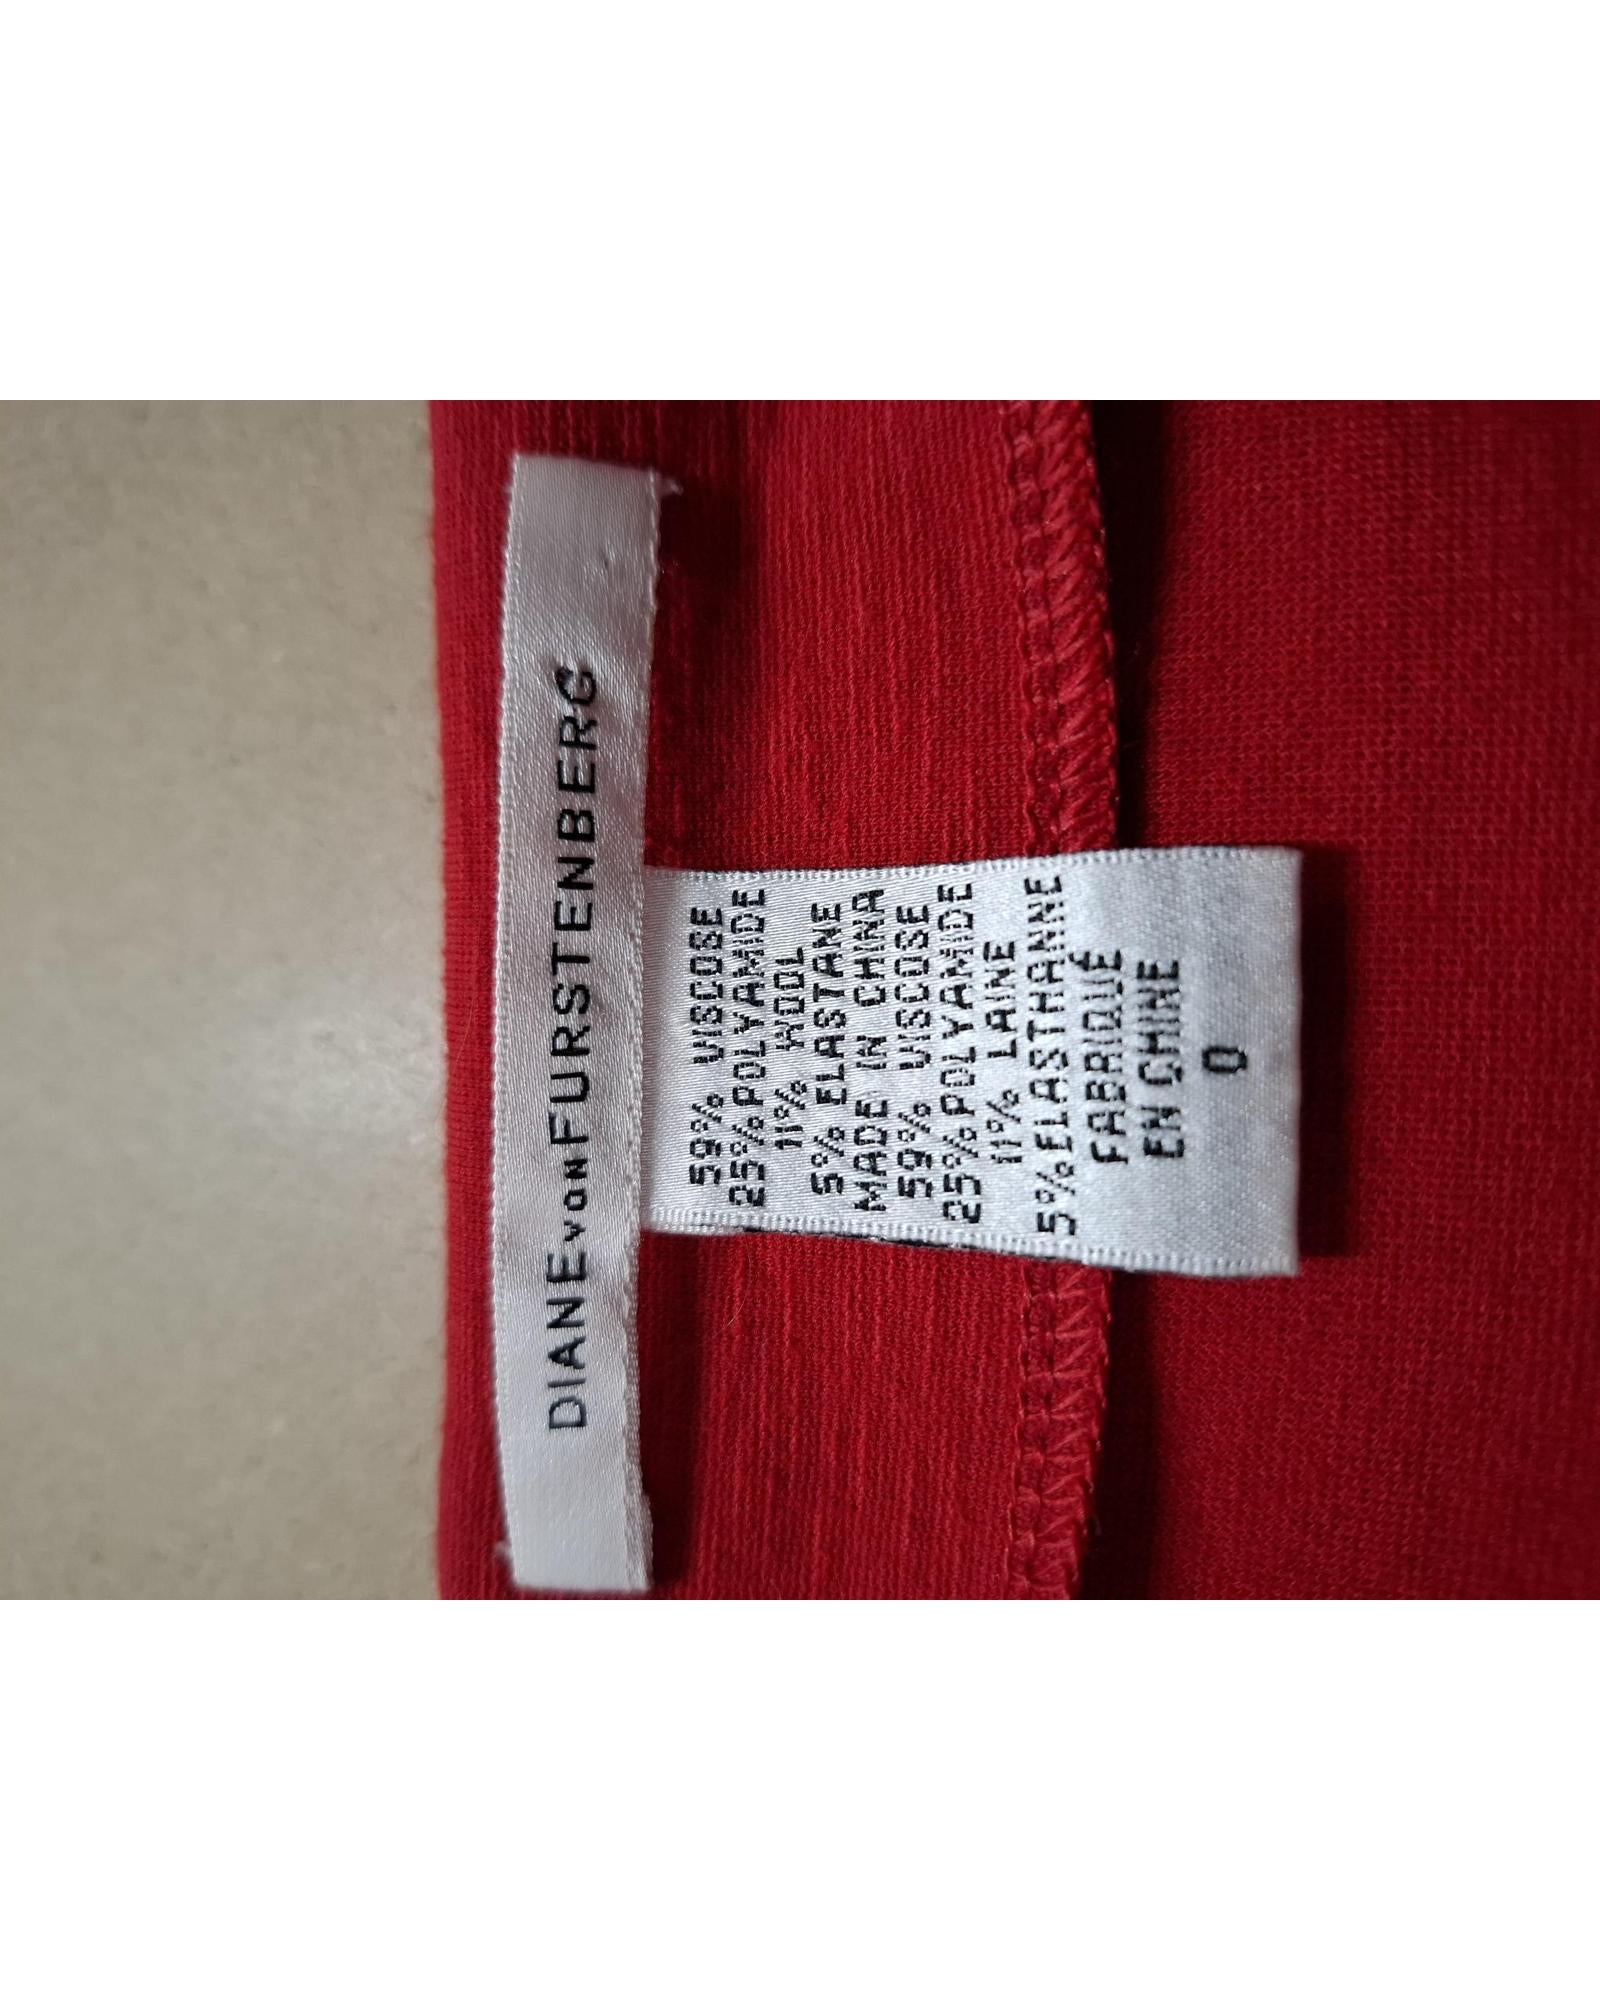 DIANE von FURSTENBERG
59% VISCOSE
25% POLYAMIDE
11% WOOL
5% ELASTANE
MADE IN CHINA
59% VISCOSE
25% POLYAMIDE
11% LAINE
5% ELASTHANNE
FABRIQUÉ
EN CHINE
0